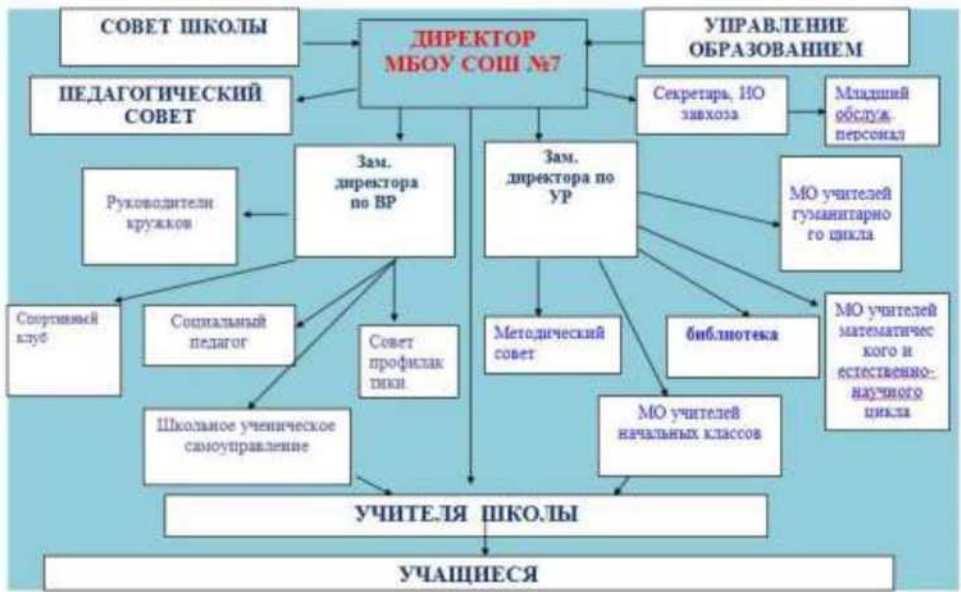 СОВЕТ ШКОЛЫ
ДИРЕКТОР
МБОУ СОШ №7
УПРАВЛЕНИЕ
ОБРАЗОВАНИЕМ
ПЕДАГОГИЧЕСКИЙ
СОВЕТ
Секретарь, ИО
завхоза
Младший
обслуж.
персонал
Зам.
директора
по ВР
Зам.
директора по
УР
Руководители
кружков
МО учителей
гуманитарно
го цикла
Спортивный
клуб
Социальный
педагог
Совет
профилак
тики
Методический
совет
библиотека
МО учителей
математичес
кого и
естественно-
научного
цикла
Школьное ученическое
самоуправление
МО учителей
начальных классов
УЧИТЕЛЯ ШКОЛЫ
УЧАЩИЕСЯ